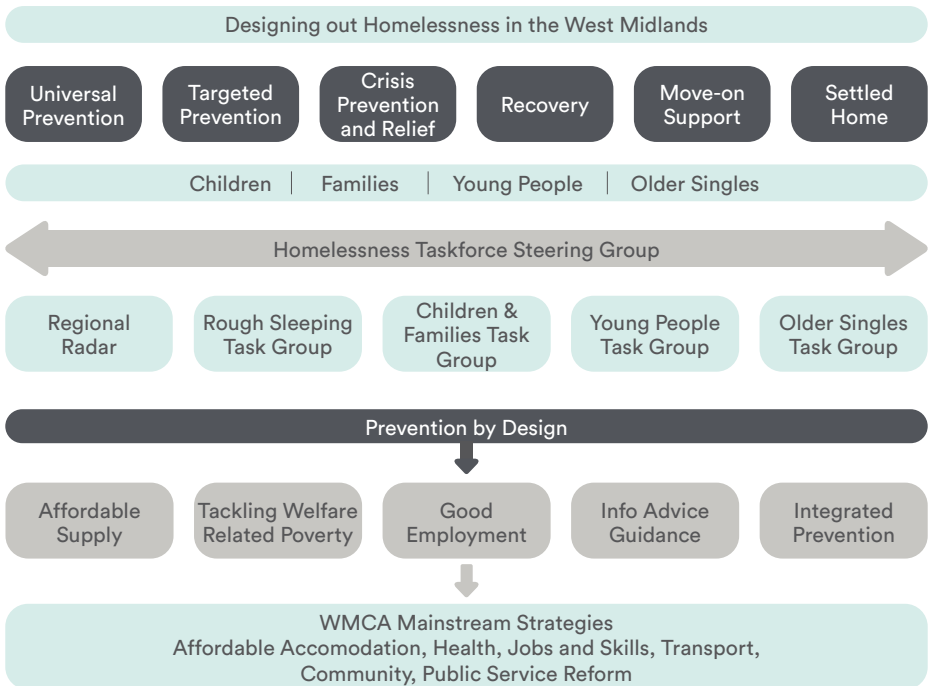 Designing out Homelessness in the West Midlands
Universal
Prevention
Targeted
Prevention
Crisis
Prevention
and Relief
Recovery
Move-on
Support
Settled
Home
Children | Families | Young People | Older Singles
Homelessness Taskforce Steering Group
Regional
Radar
Rough Sleeping
Task Group
Children &
Families Task
Group
Young People
Task Group
Older Singles
Task Group
Prevention by Design
Affordable
Supply
Tackling Welfare
Related Poverty
Good
Employment
Info Advice
Guidance
Integrated
Prevention
WMCA Mainstream Strategies
Affordable Accomodation, Health, Jobs and Skills, Transport,
Community, Public Service Reform